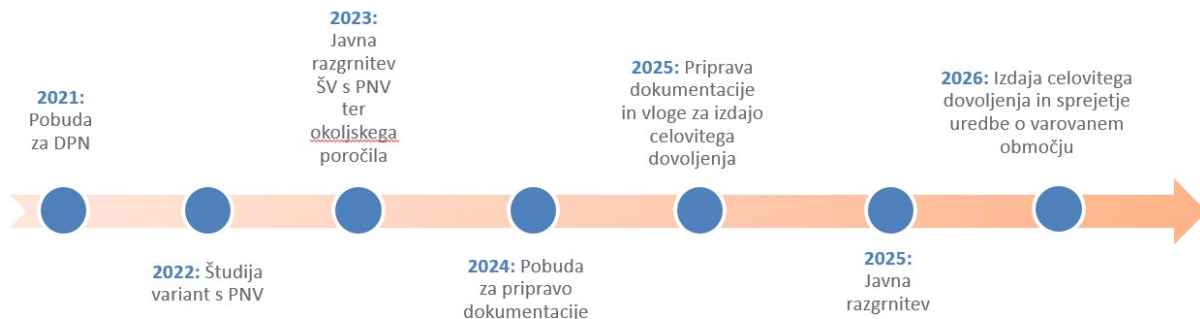 2021:
Pobuda
za DPN
2022: Študija
variant s PNV
2023:
Javna
razgrnitev
ŠV s PNV
ter
okoljskega
poročila
2024: Pobuda
za pripravo
dokumentacije
2025: Priprava
dokumentacije
in vloge za izdajo
celovitega
dovoljenja
2025:
Javna
razgrnitev
2026: Izdaja celovitega
dovoljenja in sprejetje
uredbe o varovanem
območju